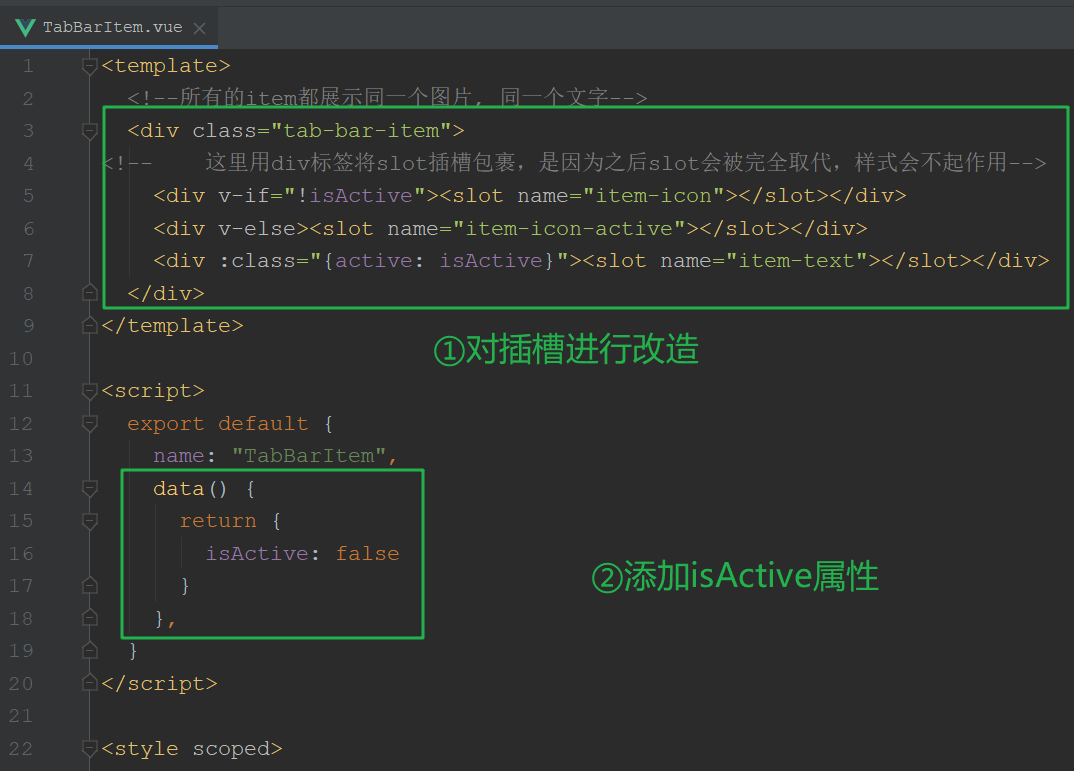 TabBarItem.vue
1 <template>
2 <!--所有的item都展示同一个图片, 同一个文字-->
3 <div class="tab-bar-item">
4 <!-- 这里用div标签将slot插槽包裹，是因为之后slot会被完全取代，样式会不起作用-->
5 <div v-if="!isActive"><slot name="item-icon"></slot></div>
6 <div v-else><slot name="item-icon-active"></slot></div>
7 <div :class="{active: isActive}"><slot name="item-text"></slot></div>
8 </div>
9 </template>
①对插槽进行改造
10
11 <script>
12 export default {
13 name: "TabBarItem",
14 data() {
15 return {
16 isActive: false
②添加isActive属性
17 }
18 },
19 }
20 </script>
21
22 <style scoped>